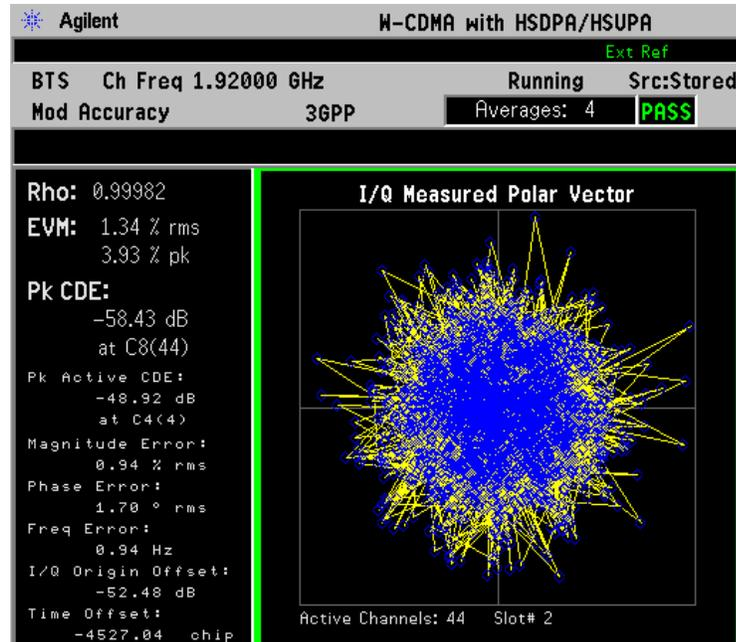 Agilent W-CDMA with HSDPA/HSUPA
Ext Ref
BTS Ch Freq 1.92000 GHz Running Src:Stored
Mod Accuracy 3GPP Averages: 4 PASS
Rho: 0.99982
EVM: 1.34 % rms
3.93 % pk
Pk CDE:
-58.43 dB
at C8(44)
Pk Active CDE:
-48.92 dB
at C4(4)
Magnitude Error:
0.94 % rms
Phase Error:
1.70 ° rms
Freq Error:
0.94 Hz
I/Q Origin Offset:
-52.48 dB
Time Offset:
-4527.04 chip
I/Q Measured Polar Vector
Active Channels: 44 Slot# 2